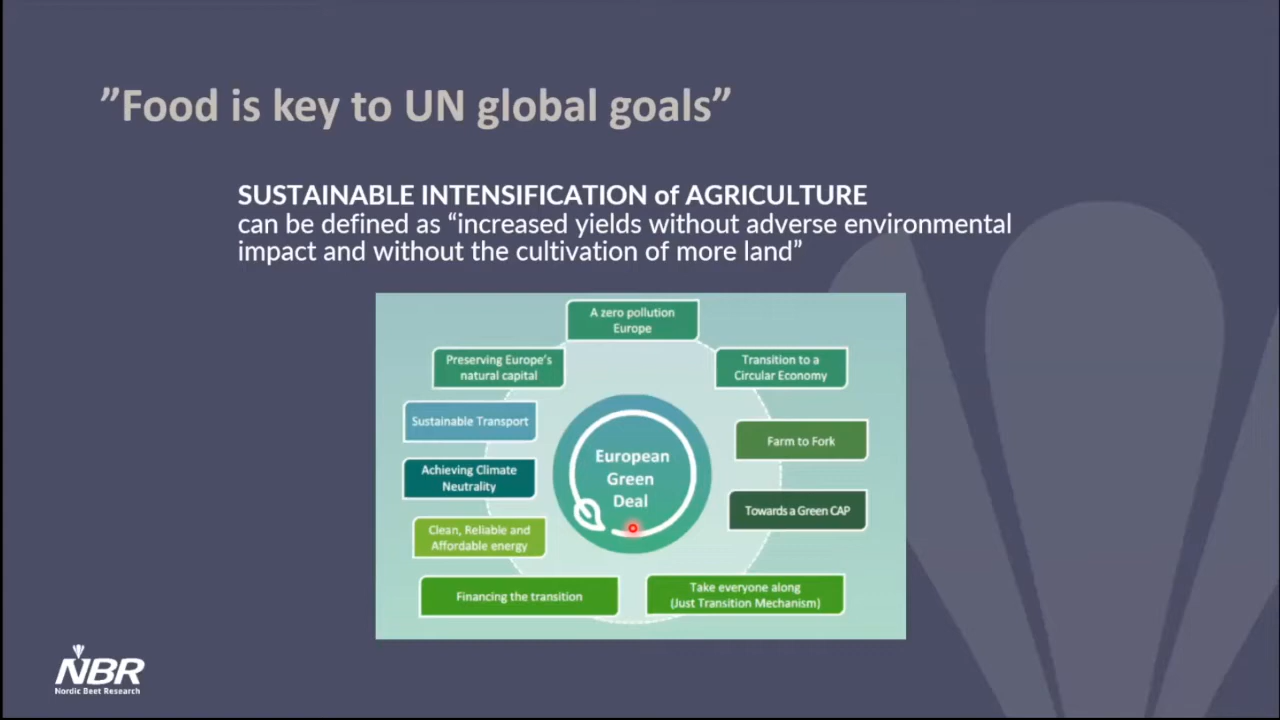 ”Food is key to UN global goals”
SUSTAINABLE INTENSIFICATION of AGRICULTURE
can be defined as “increased yields without adverse environmental
impact and without the cultivation of more land”
A zero pollution
Europe
Preserving Europe’s
natural capital
Transition to a
Circular Economy
Sustainable Transport
Farm to Fork
Achieving Climate
Neutrality
European
Green
Deal
Towards a Green CAP
Clean, Reliable and
Affordable energy
Financing the transition
Take everyone along
(Just Transition Mechanism)
NBR
Nordic Beet Research